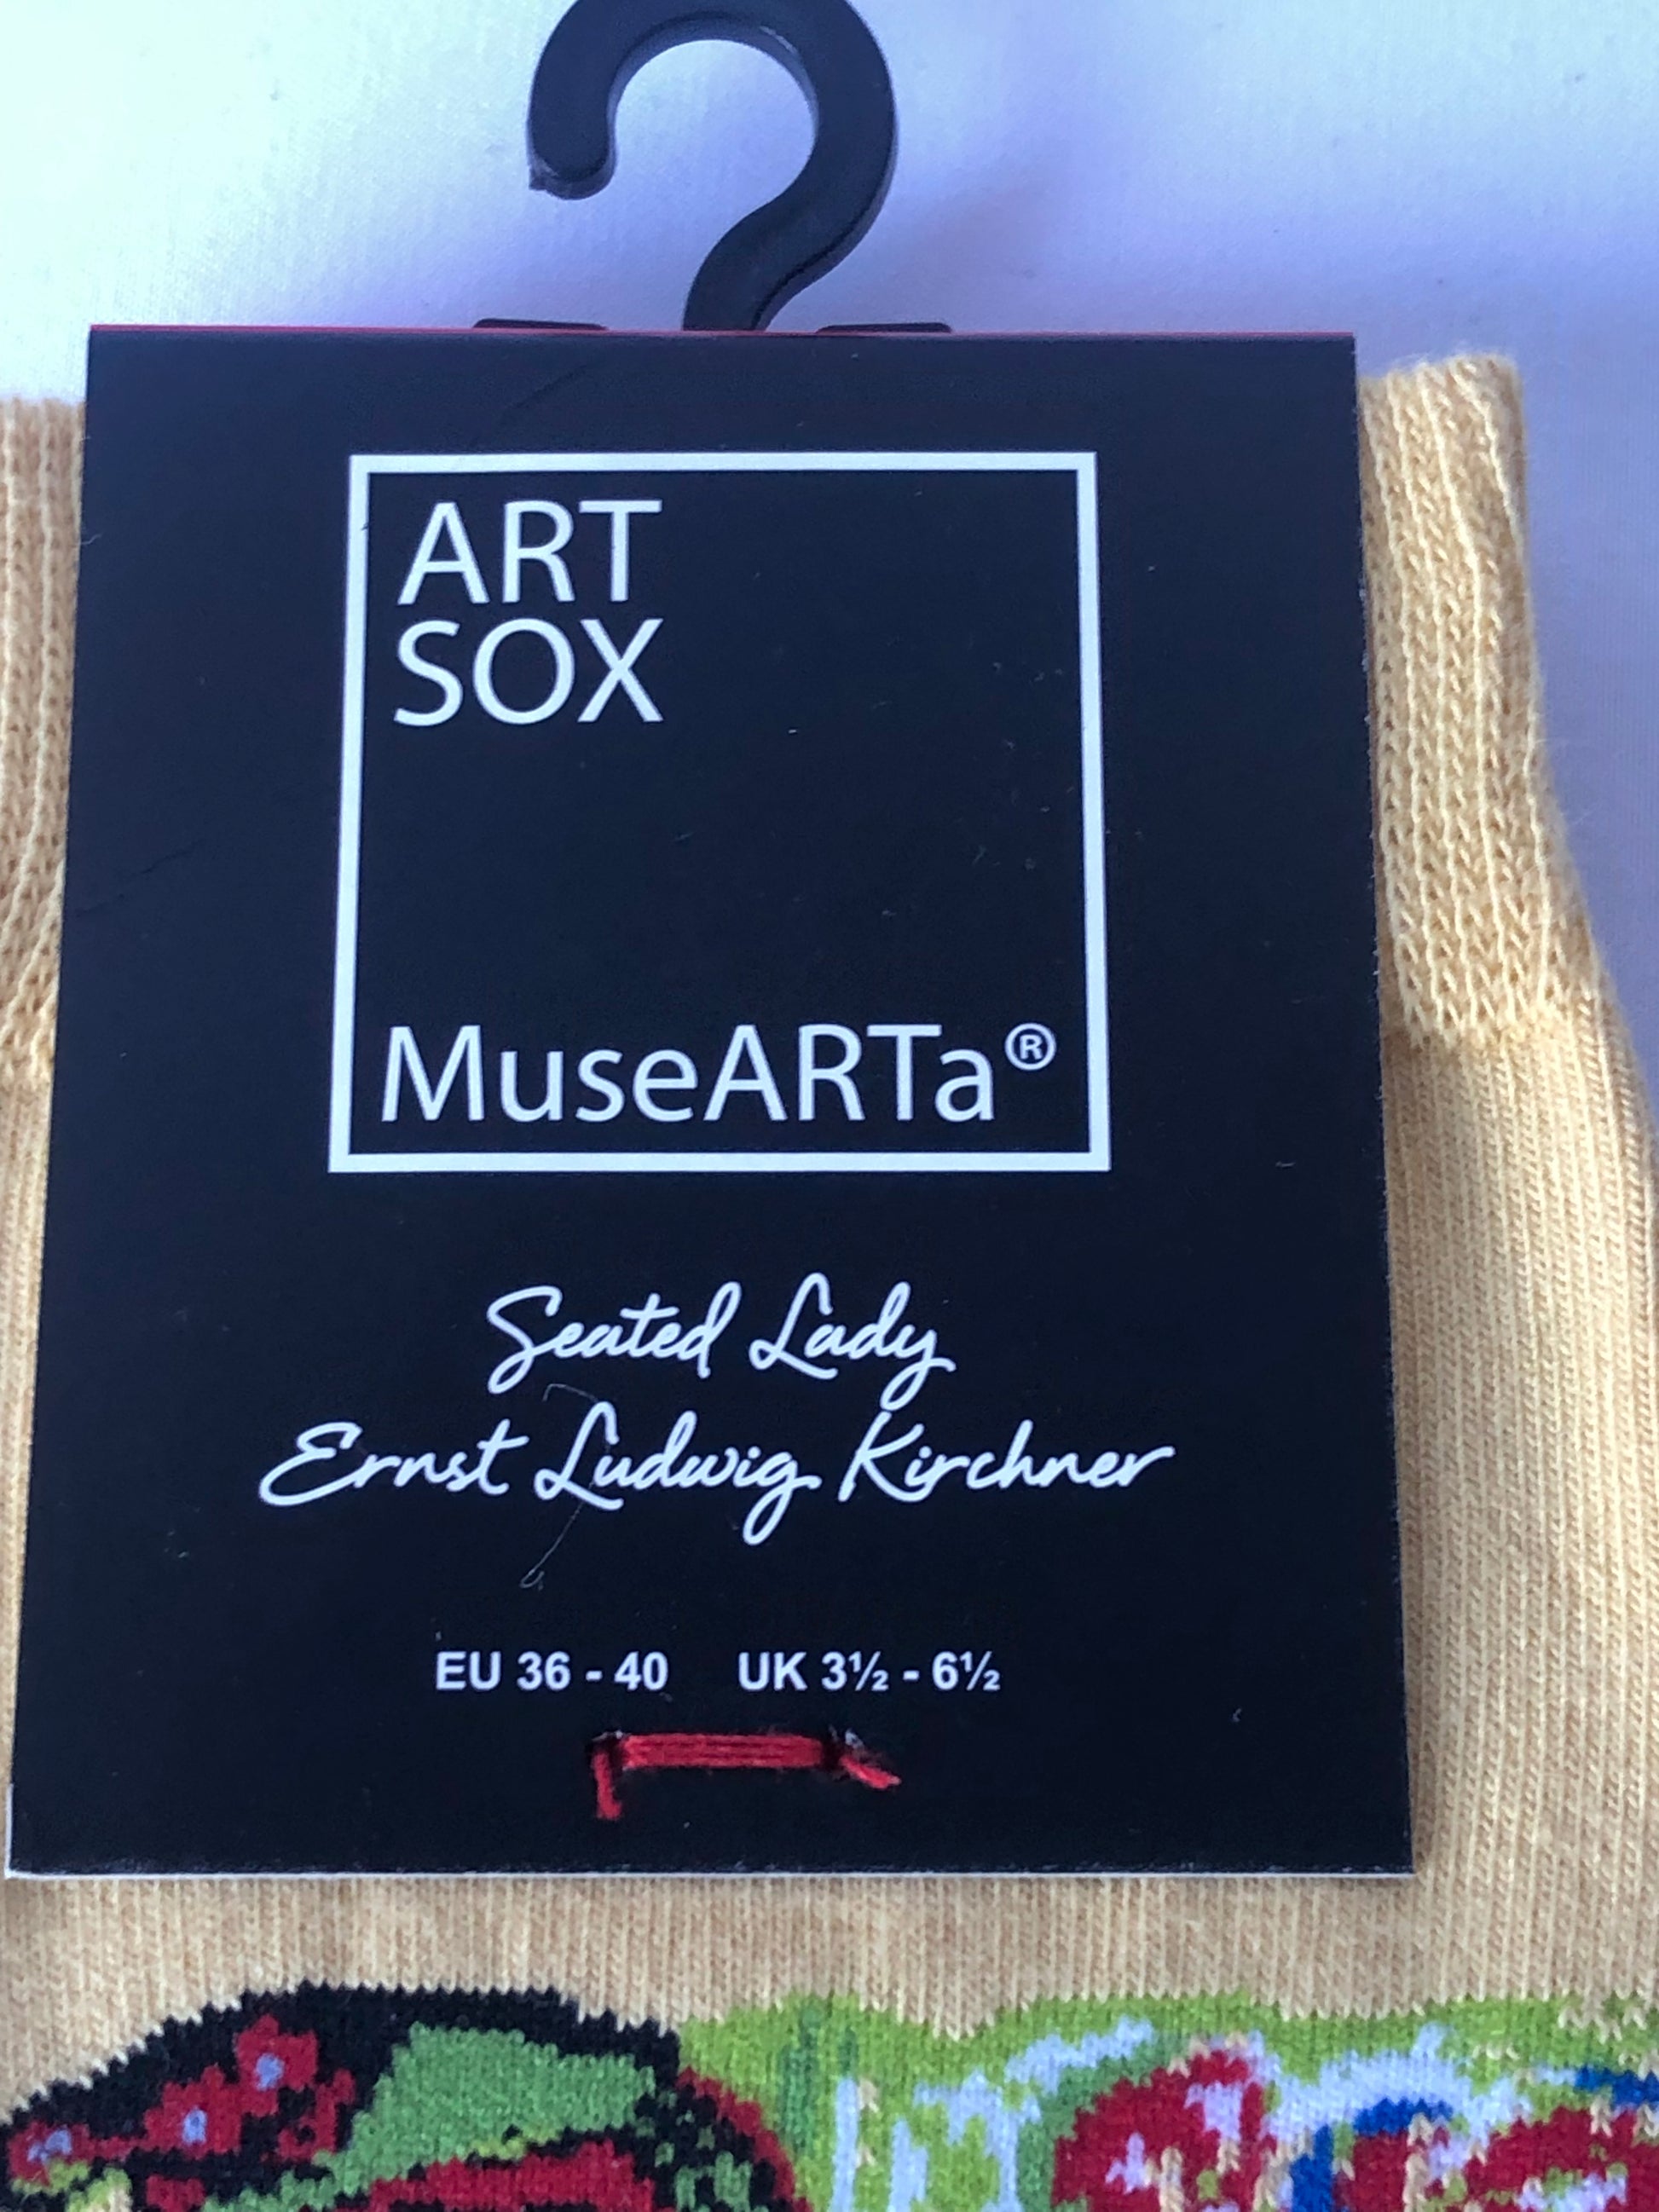 ART
SOX
MuseARTa®
Seated Lady
Ernst Ludwig Kirchner
EU 36 - 40 UK 3½ - 6½